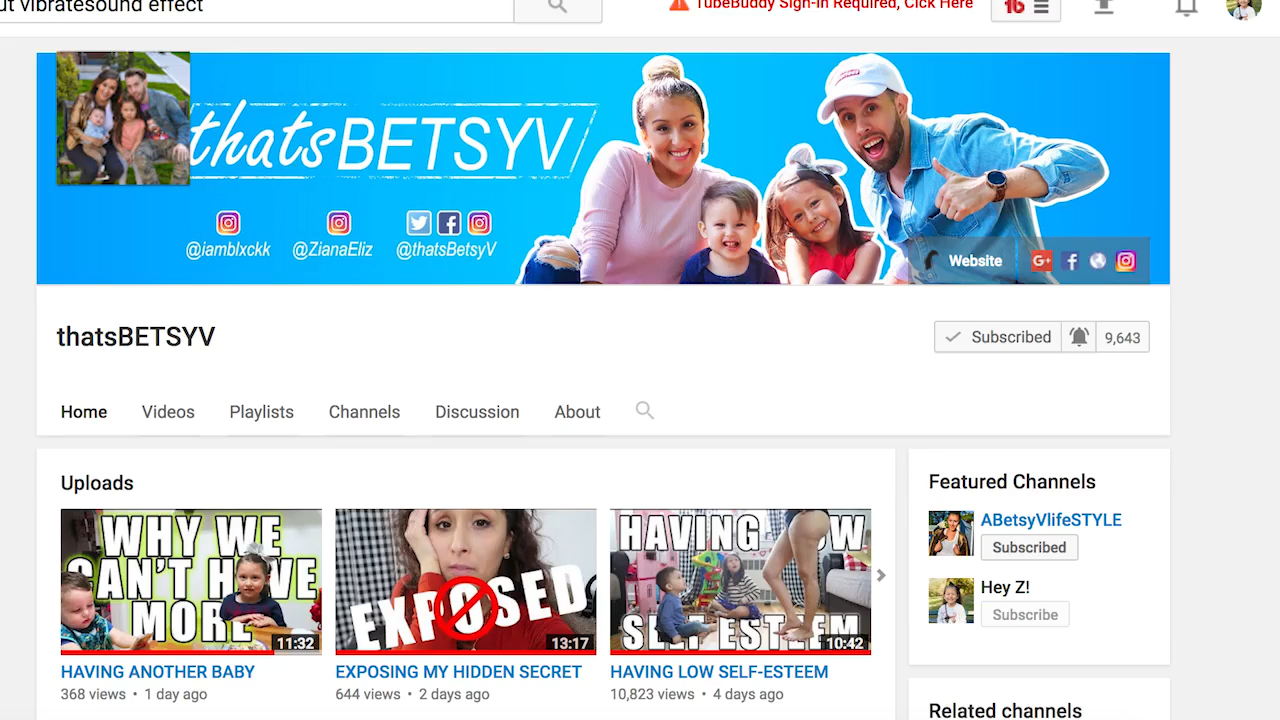 ut vibratesound effect
TubeBuddy Sign-In Required, Click Here
thatsBETSYV
@iamblxckk @ZianaEliz @thatsBetsyV
Website
G+
thatsBETSYV
Subscribed 9,643
Home Videos Playlists Channels Discussion About
Uploads
WHY WE
CAN'T HAVE
MORE
11:32
HAVING ANOTHER BABY
368 views • 1 day ago
EXPOSED
13:17
EXPOSING MY HIDDEN SECRET
644 views • 2 days ago
HAVING LOW
SELF ESTEEM
10:42
HAVING LOW SELF-ESTEEM
10,823 views • 4 days ago
Featured Channels
ABetsyVlifeSTYLE
Subscribed
Hey Z!
Subscribe
Related channels